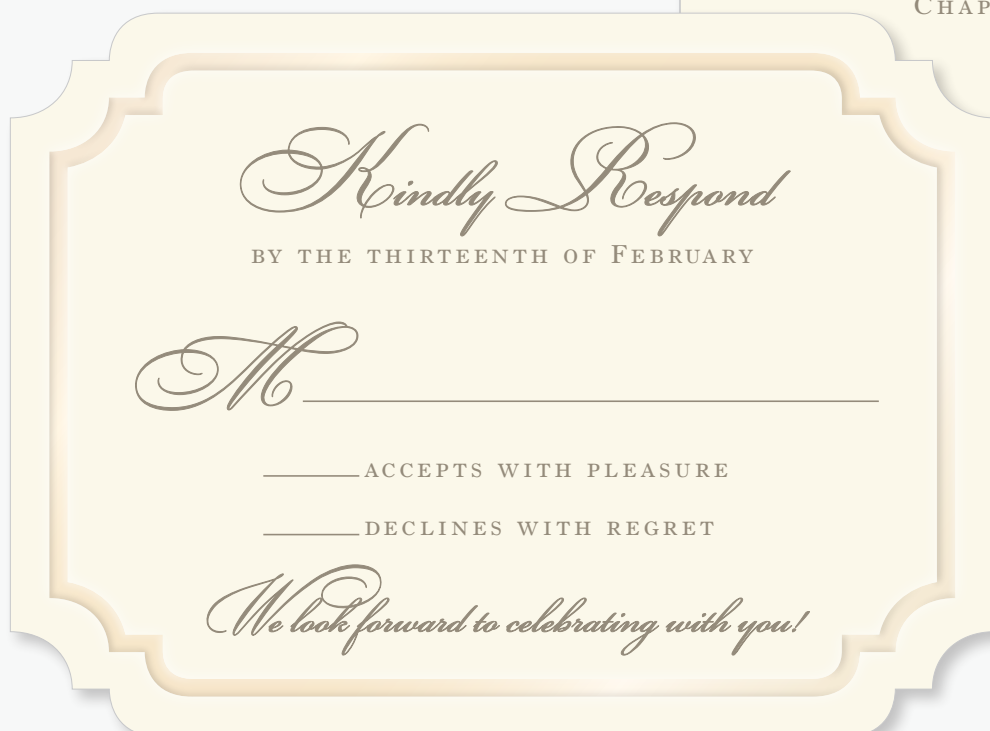 Kindly Respond
by the thirteenth of February
M
accepts with pleasure
declines with regret
We look forward to celebrating with you!